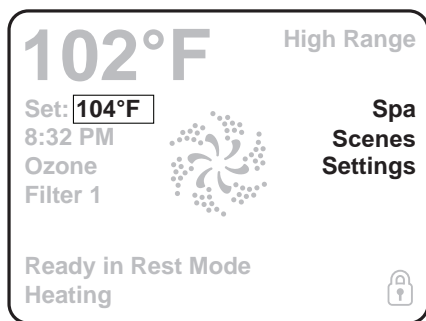 102°F
High Range
Set: 104°F
Spa
8:32 PM
Scenes
Ozone
Settings
Filter 1
Ready in Rest Mode
Heating